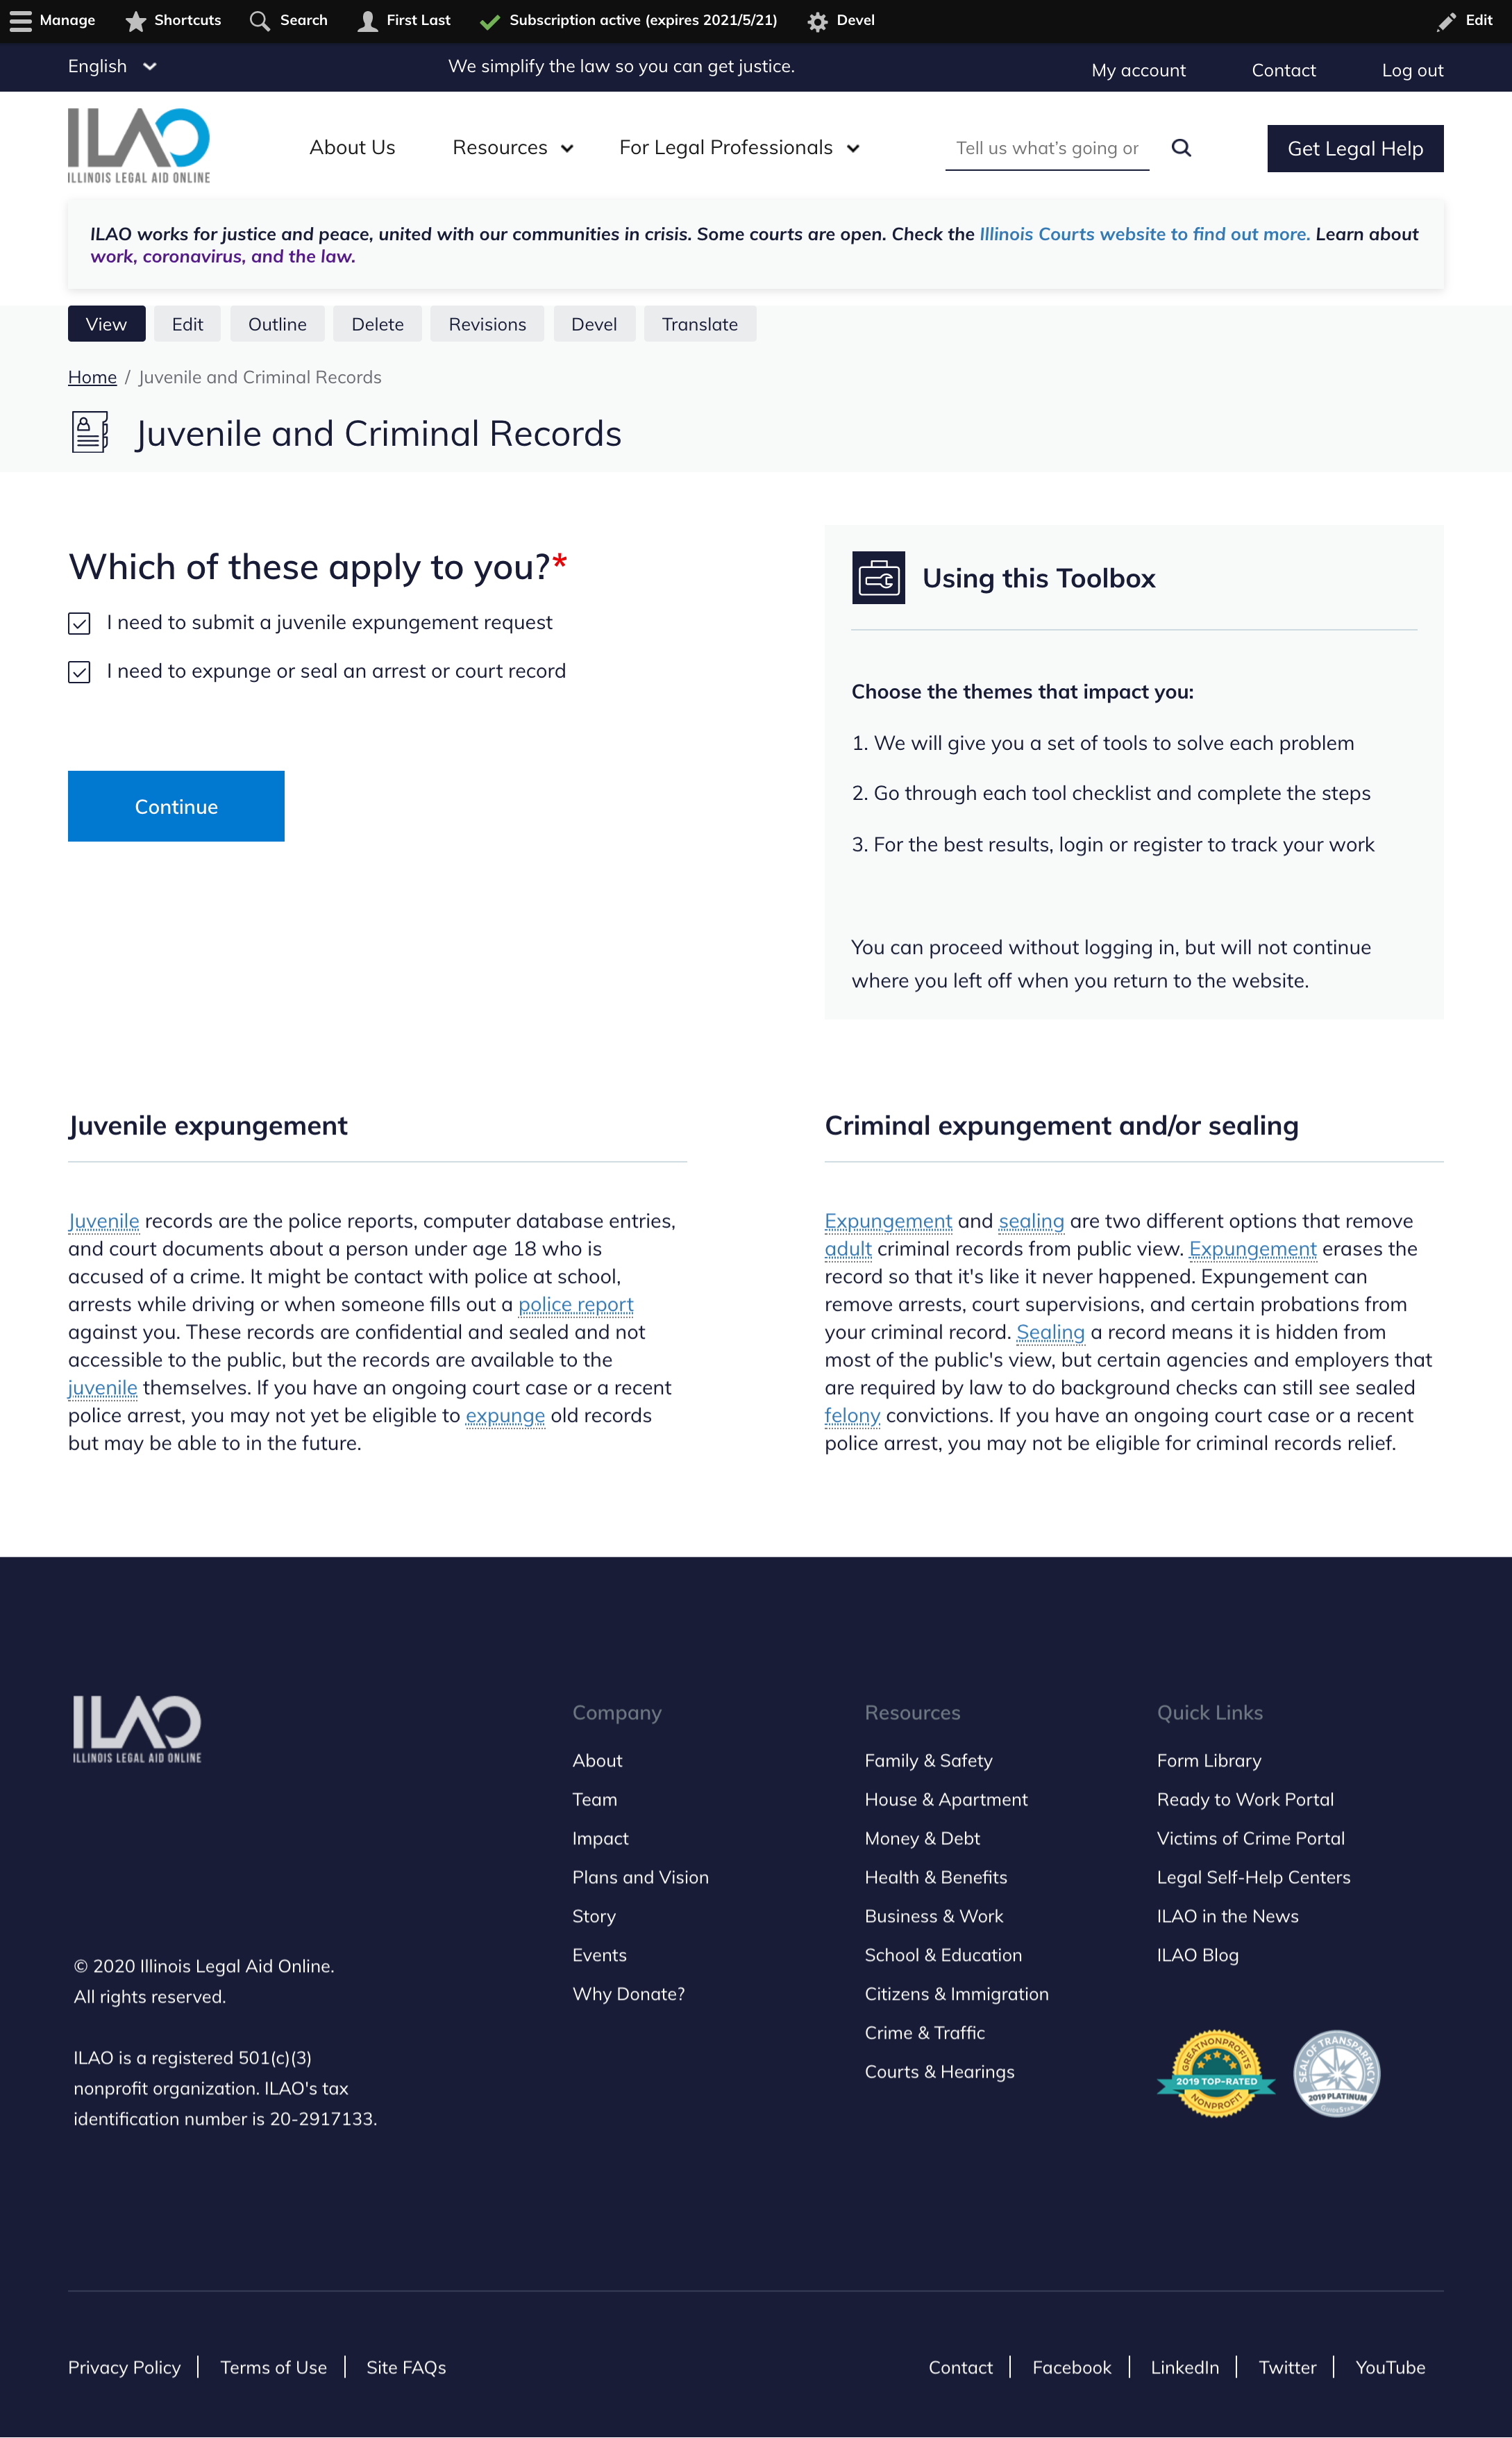 Manage Shortcuts Search First Last Subscription active (expires 2021/5/21) Devel Edit
English We simplify the law so you can get justice. My account Contact Log out
ILAO
ILLINOIS LEGAL AID ONLINE
About Us Resources For Legal Professionals Tell us what's going or Get Legal Help
ILAO works for justice and peace, united with our communities in crisis. Some courts are open. Check the Illinois Courts website to find out more. Learn about
work, coronavirus, and the law.
View Edit Outline Delete Revisions Devel Translate
Home / Juvenile and Criminal Records
Juvenile and Criminal Records
Which of these apply to you?*
I need to submit a juvenile expungement request
I need to expunge or seal an arrest or court record
Continue
Using this Toolbox
Choose the themes that impact you:
1. We will give you a set of tools to solve each problem
2. Go through each tool checklist and complete the steps
3. For the best results, login or register to track your work
You can proceed without logging in, but will not continue
where you left off when you return to the website.
Juvenile expungement
Juvenile records are the police reports, computer database entries,
and court documents about a person under age 18 who is
accused of a crime. It might be contact with police at school,
arrests while driving or when someone fills out a police report
against you. These records are confidential and sealed and not
accessible to the public, but the records are available to the
juvenile themselves. If you have an ongoing court case or a recent
police arrest, you may not yet be eligible to expunge old records
but may be able to in the future.
Criminal expungement and/or sealing
Expungement and sealing are two different options that remove
adult criminal records from public view. Expungement erases the
record so that it's like it never happened. Expungement can
remove arrests, court supervisions, and certain probations from
your criminal record. Sealing a record means it is hidden from
most of the public's view, but certain agencies and employers that
are required by law to do background checks can still see sealed
felony convictions. If you have an ongoing court case or a recent
police arrest, you may not be eligible for criminal records relief.
ILAO
ILLINOIS LEGAL AID ONLINE
© 2020 Illinois Legal Aid Online.
All rights reserved.
ILAO is a registered 501(c)(3)
nonprofit organization. ILAO's tax
identification number is 20-2917133.
Company
About
Team
Impact
Plans and Vision
Story
Events
Why Donate?
Resources
Family & Safety
House & Apartment
Money & Debt
Health & Benefits
Business & Work
School & Education
Citizens & Immigration
Crime & Traffic
Courts & Hearings
Quick Links
Form Library
Ready to Work Portal
Victims of Crime Portal
Legal Self-Help Centers
ILAO in the News
ILAO Blog
GREATNONPROFITS
2019 TOP-RATED
NONPROFIT
SEAL OF TRANSPARENCY
2019 PLATINUM
GUIDESTAR
Privacy Policy Terms of Use Site FAQs Contact Facebook LinkedIn Twitter YouTube